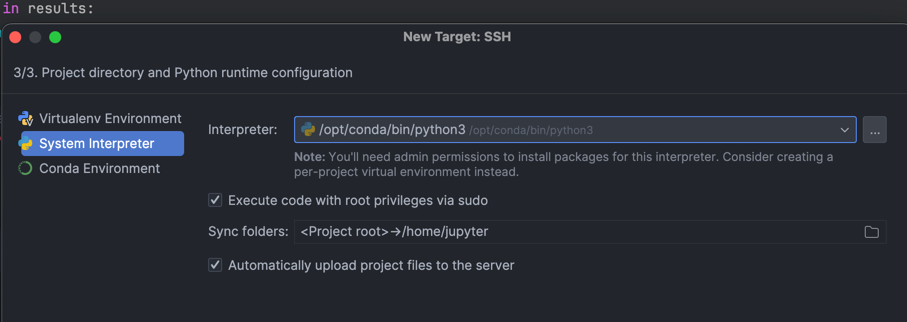 in results:
New Target: SSH
3/3. Project directory and Python runtime configuration
Virtualenv Environment
System Interpreter
Conda Environment
Interpreter: /opt/conda/bin/python3 /opt/conda/bin/python3 ...
Note: You'll need admin permissions to install packages for this interpreter. Consider creating a
per-project virtual environment instead.
Execute code with root privileges via sudo
Sync folders: <Project root>→/home/jupyter
Automatically upload project files to the server